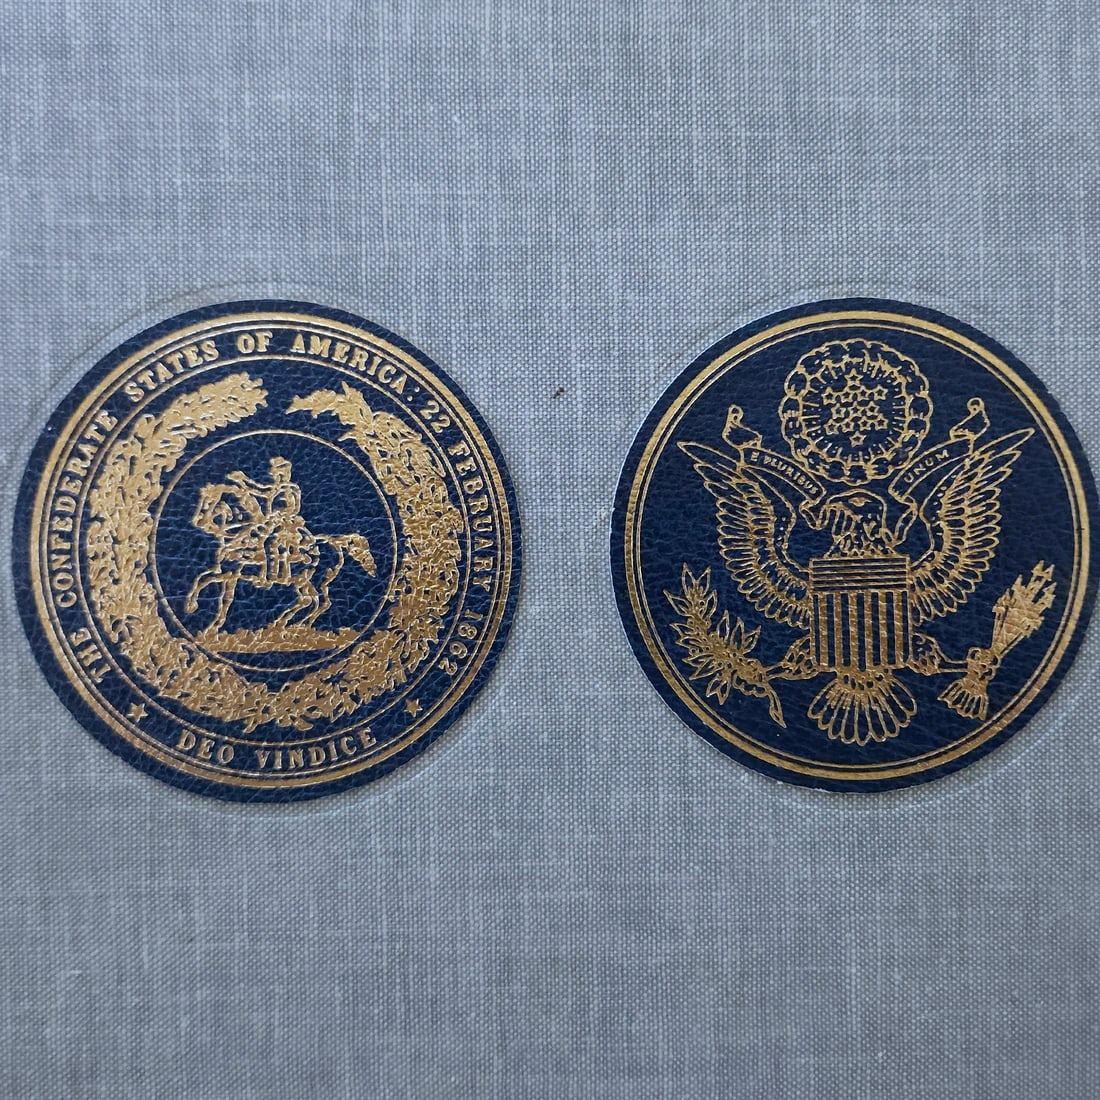 THE CONFEDERATE STATES OF AMERICA: 22 FEBRUARY 1862
DEO VINDICE
E PLURIBUS UNUM